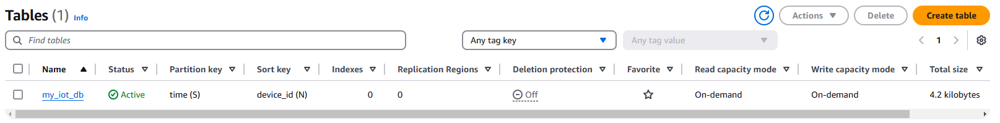 Tables (1) Info Actions Delete Create table
Find tables Any tag key Any tag value 1
Name Status Partition key Sort key Indexes Replication Regions Deletion protection Favorite Read capacity mode Write capacity mode Total size
my_iot_db Active time (S) device_id (N) 0 0 Off On-demand On-demand 4.2 kilobytes